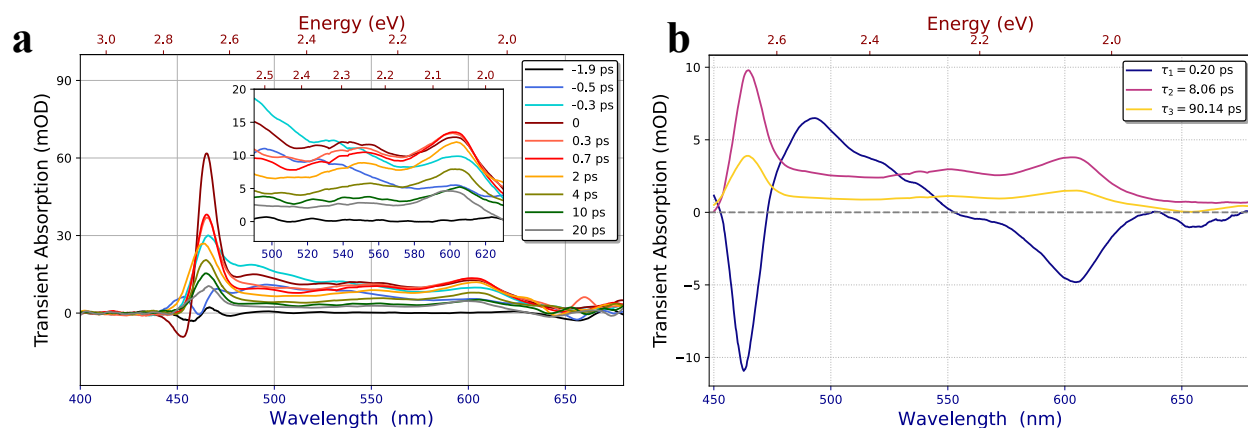 a
Energy (eV)
3.0 2.8 2.6 2.4 2.2 2.0
Transient Absorption (mOD)
90
60
30
0
400 450 500 550 600 650
Wavelength (nm)
2.5 2.4 2.3 2.2 2.1 2.0
20
15
10
5
0
500 520 540 560 580 600 620
-1.9 ps
-0.5 ps
-0.3 ps
0
0.3 ps
0.7 ps
2 ps
4 ps
10 ps
20 ps
b
Energy (eV)
2.6 2.4 2.2 2.0
Transient Absorption (mOD)
10
5
0
−5
−10
450 500 550 600 650
Wavelength (nm)
τ₁ = 0.20 ps
τ₂ = 8.06 ps
τ₃ = 90.14 ps